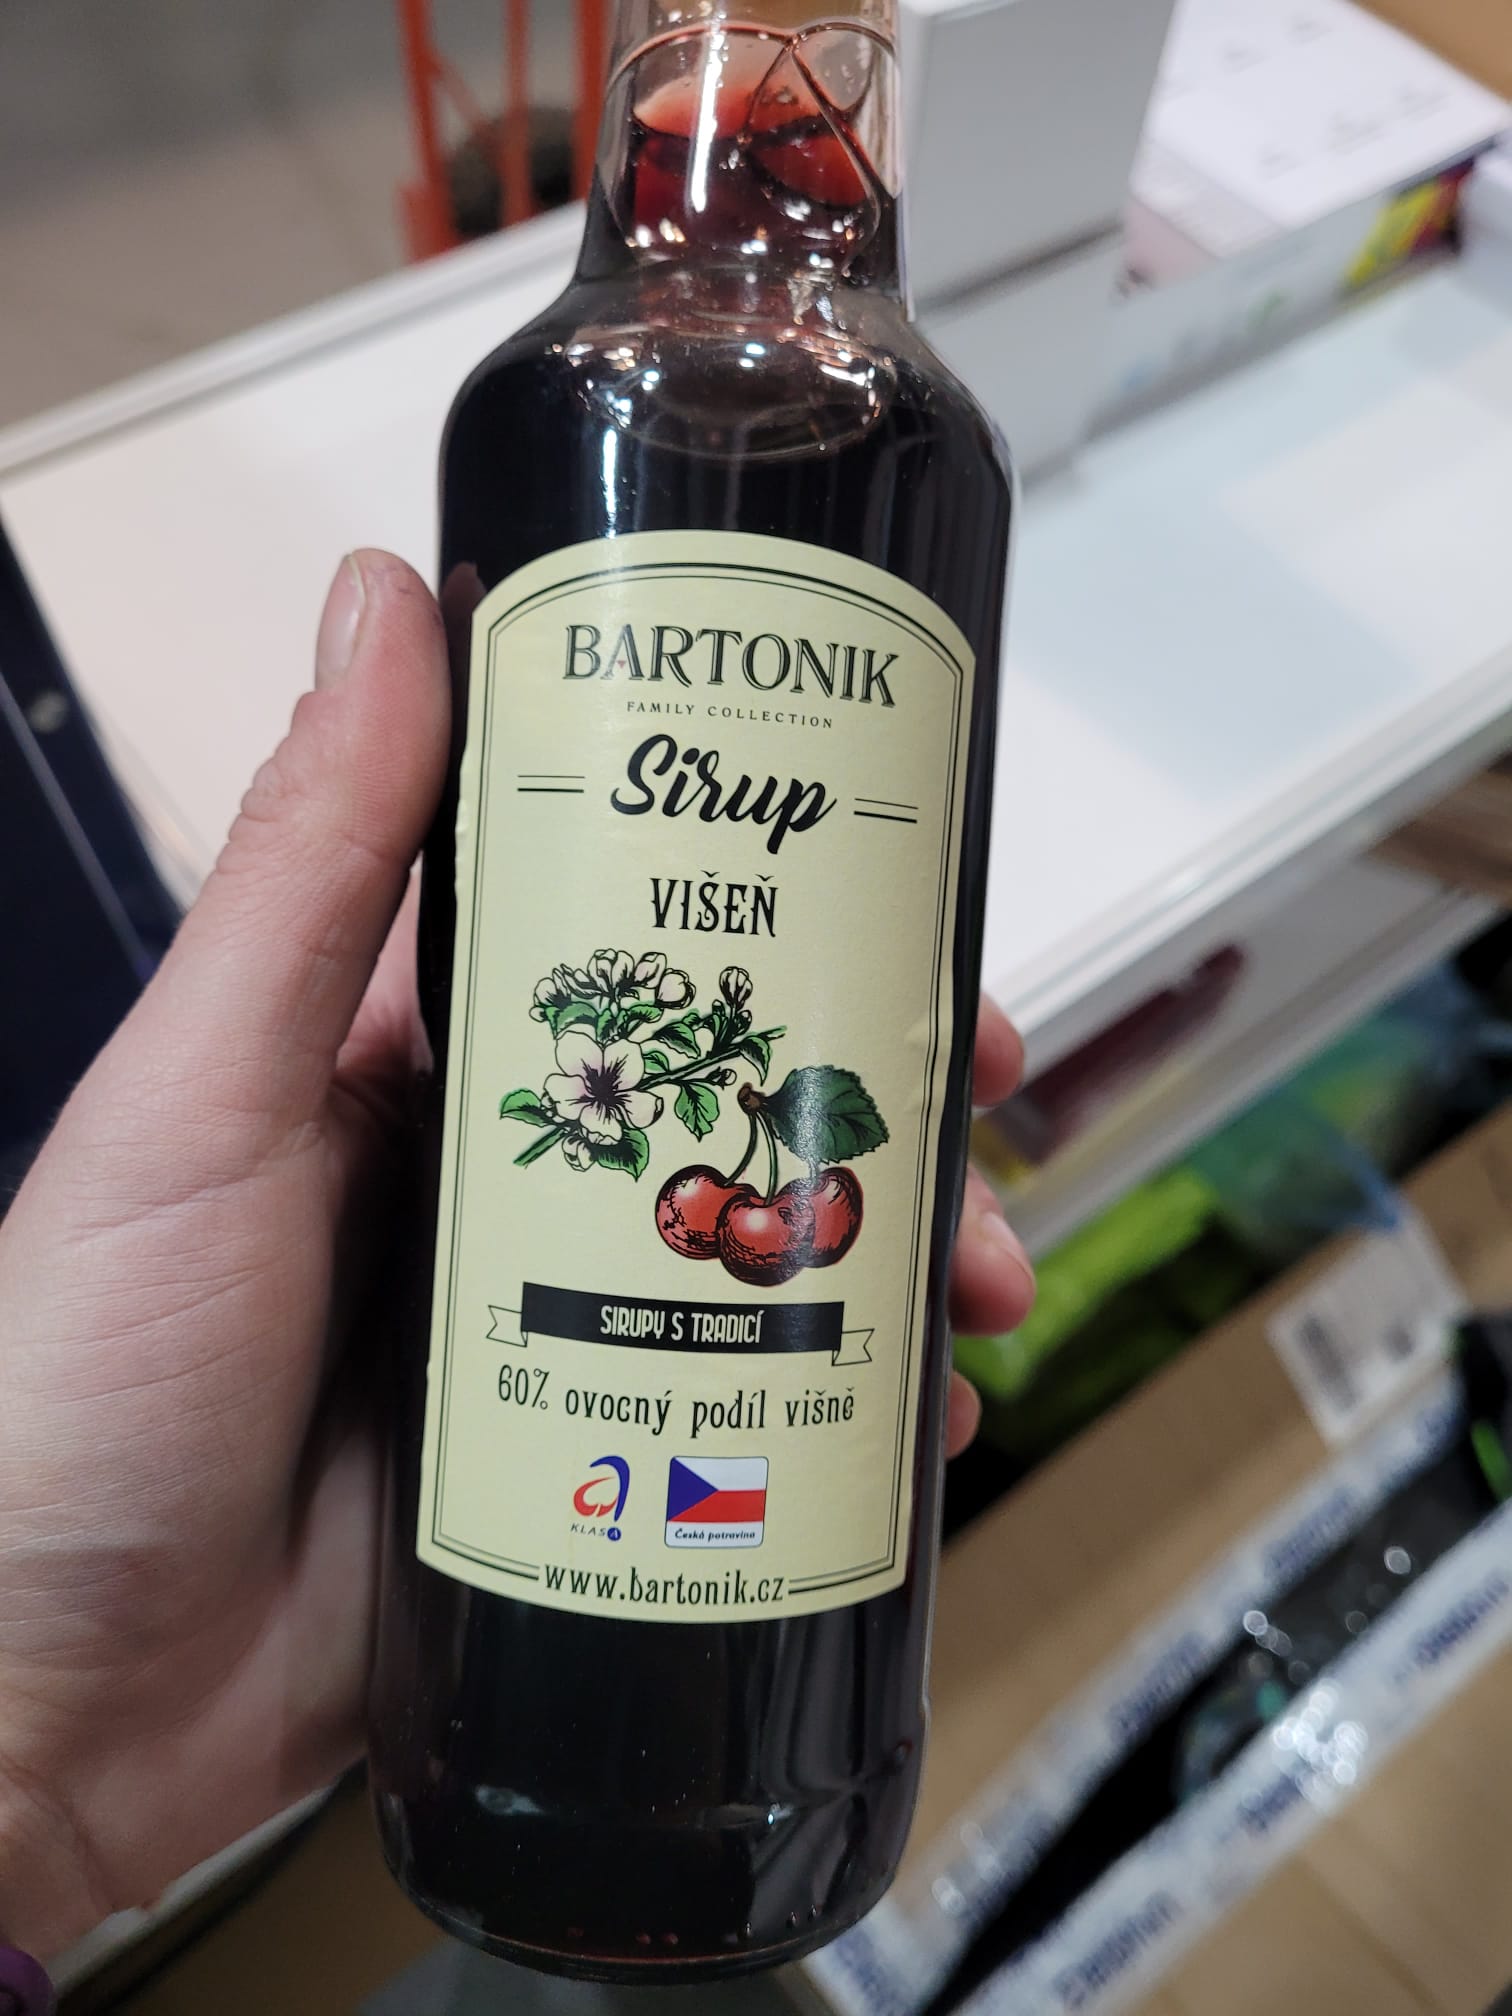 BARTONIK
FAMILY COLLECTION
Sirup
VIŠEŇ
SIRUPY S TRADICÍ
60% ovocný podíl višně
KLASA
Česká potravina
www.bartonik.cz